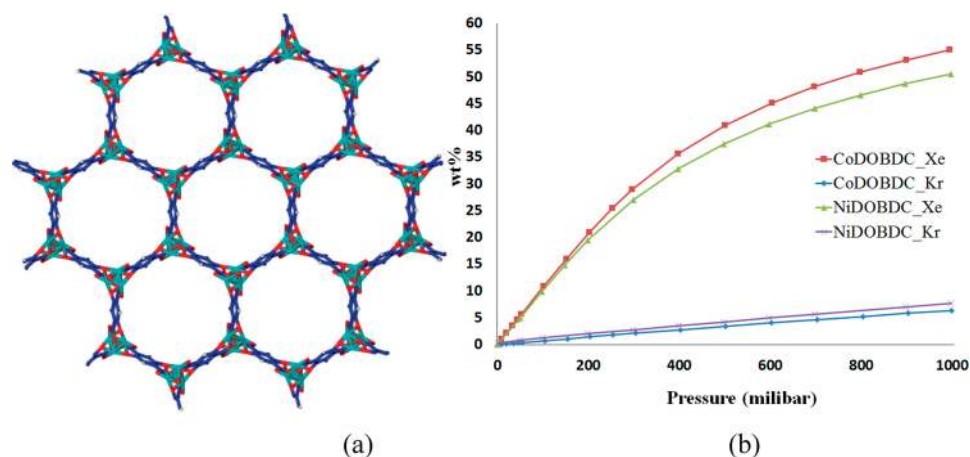 60
55
50
45
40
35
30
25
20
15
10
5
0
wt%
CoDOBDC_Xe
CoDOBDC_Kr
NiDOBDC_Xe
NiDOBDC_Kr
0 200 400 600 800 1000
Pressure (milibar)
(a) (b)